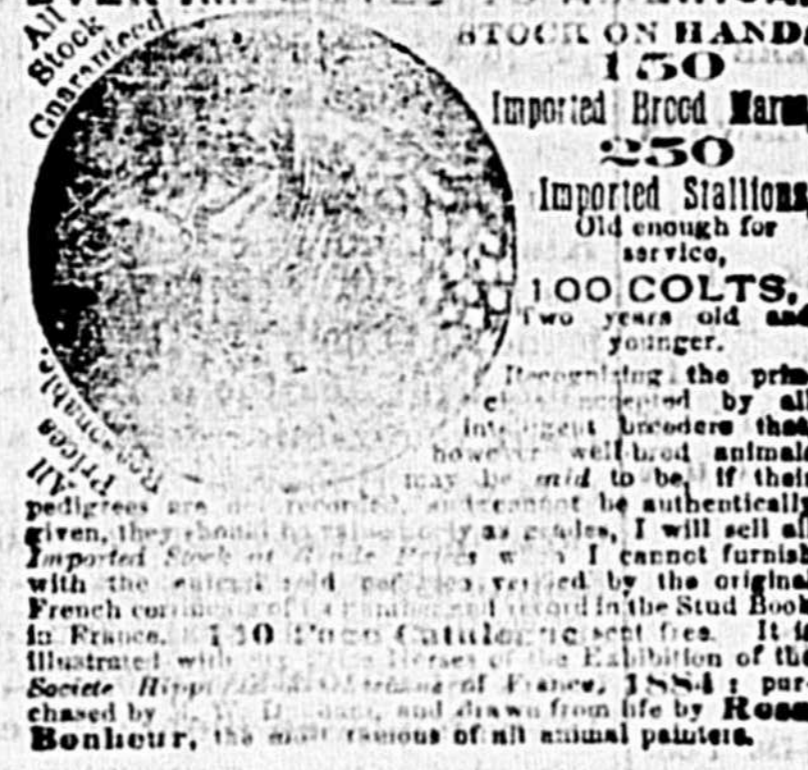 All
Stock
Guaranteed
STOCK ON HAND
150
Imported Brood Mares
250
Imported Stallions
Old enough for
service,
100 COLTS,
Two years old and
younger.
Recognizing the
accepted by all
intelligent breeders that
however well bred animals
may be said to be, if their
pedigrees are not recorded, and cannot be authentically
given, they should be valued only as grades, I will sell all
Imported Stock at Grade Prices when I cannot furnish
with the animal sold pedigree verified by the original
French certificate of its number and record in the Stud Book
in France. 140 Page Catalogue sent free. It is
illustrated with Prize Horses of the Exhibition of the
Societe France, 1884; pur-
chased by M. W. and drawn from life by Rosa
Bonheur, the most famous of all animal painters.
All
Prices
Reasonable.